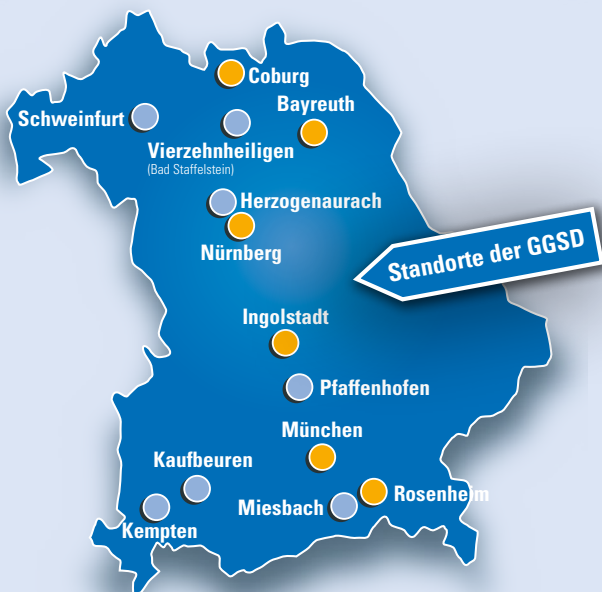 Coburg
Bayreuth
Schweinfurt
Vierzehnheiligen
(Bad Staffelstein)
Herzogenaurach
Nürnberg
Standorte der GGSD
Ingolstadt
Pfaffenhofen
München
Kaufbeuren
Rosenheim
Miesbach
Kempten